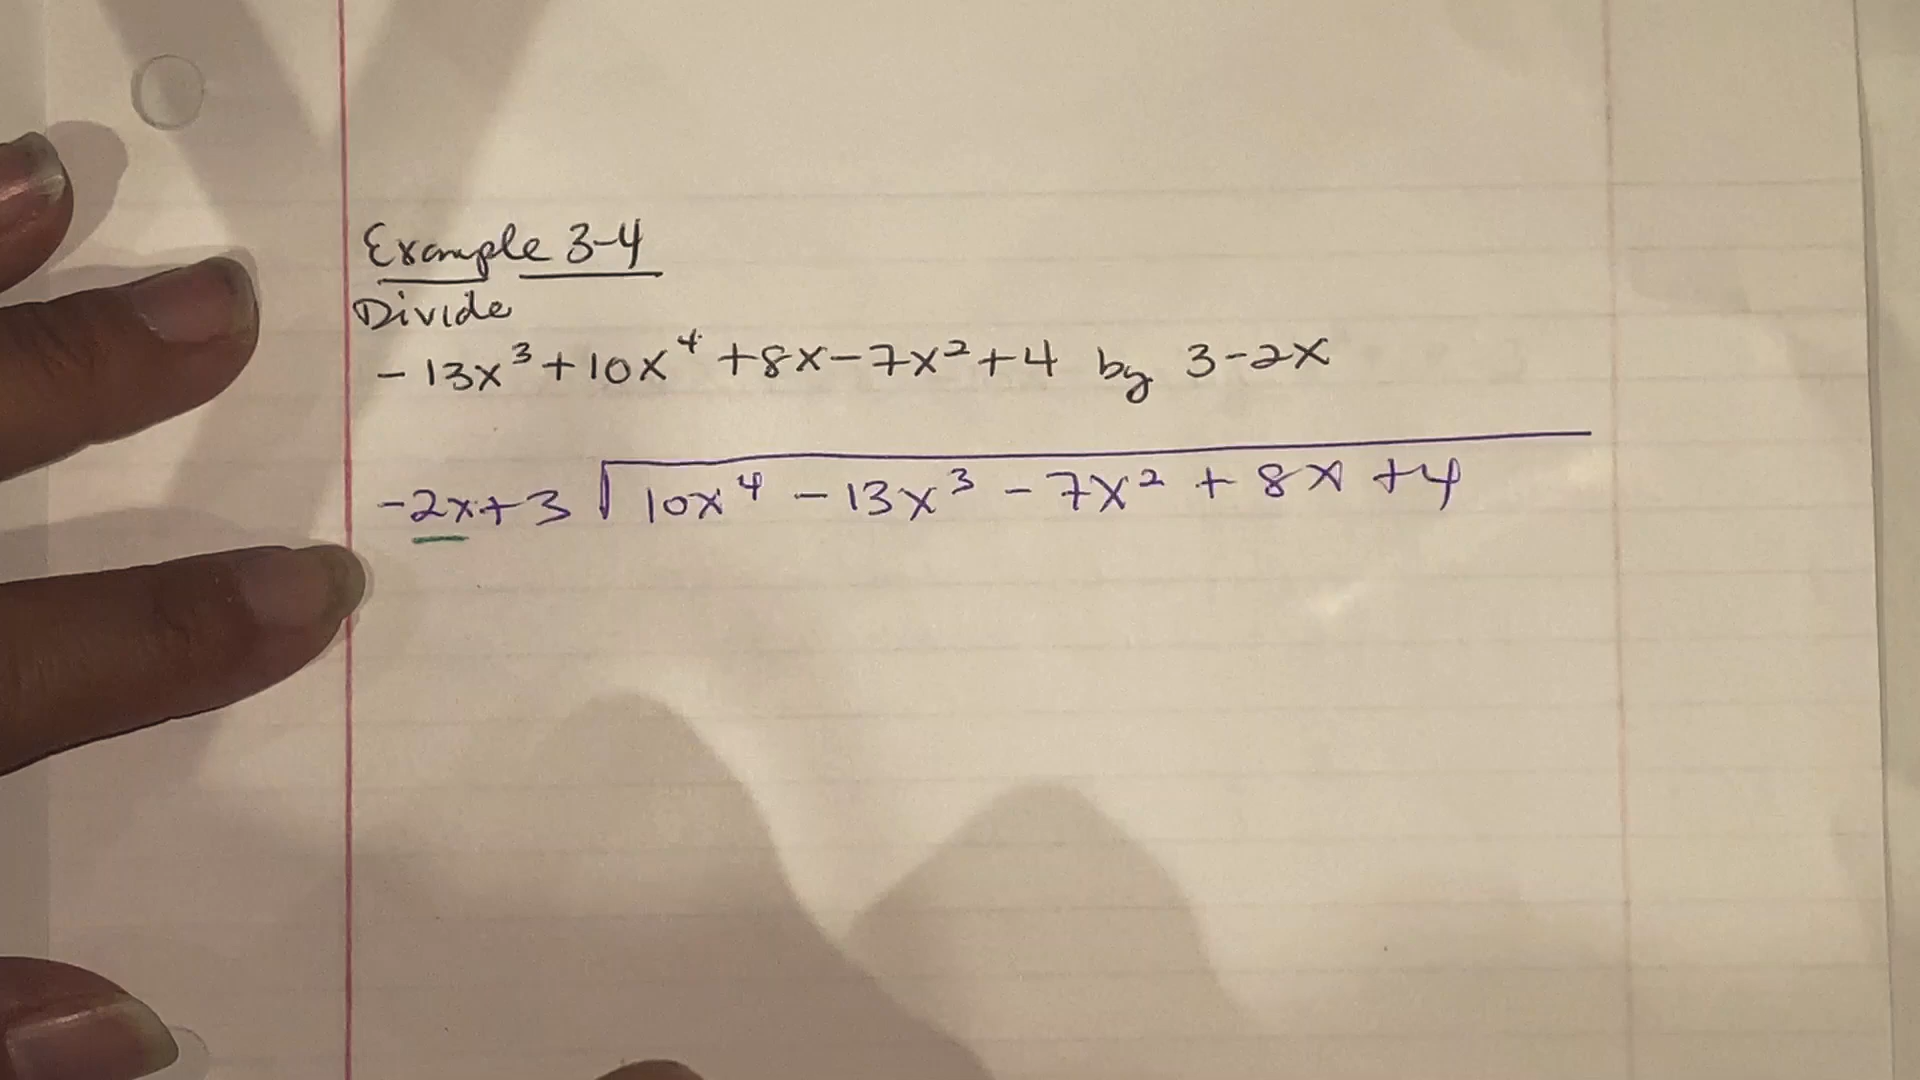 Example 3-4
Divide
-13x³+10x⁴+8x-7x²+4 by 3-2x
-2x+3 √10x⁴-13x³-7x²+8x+4